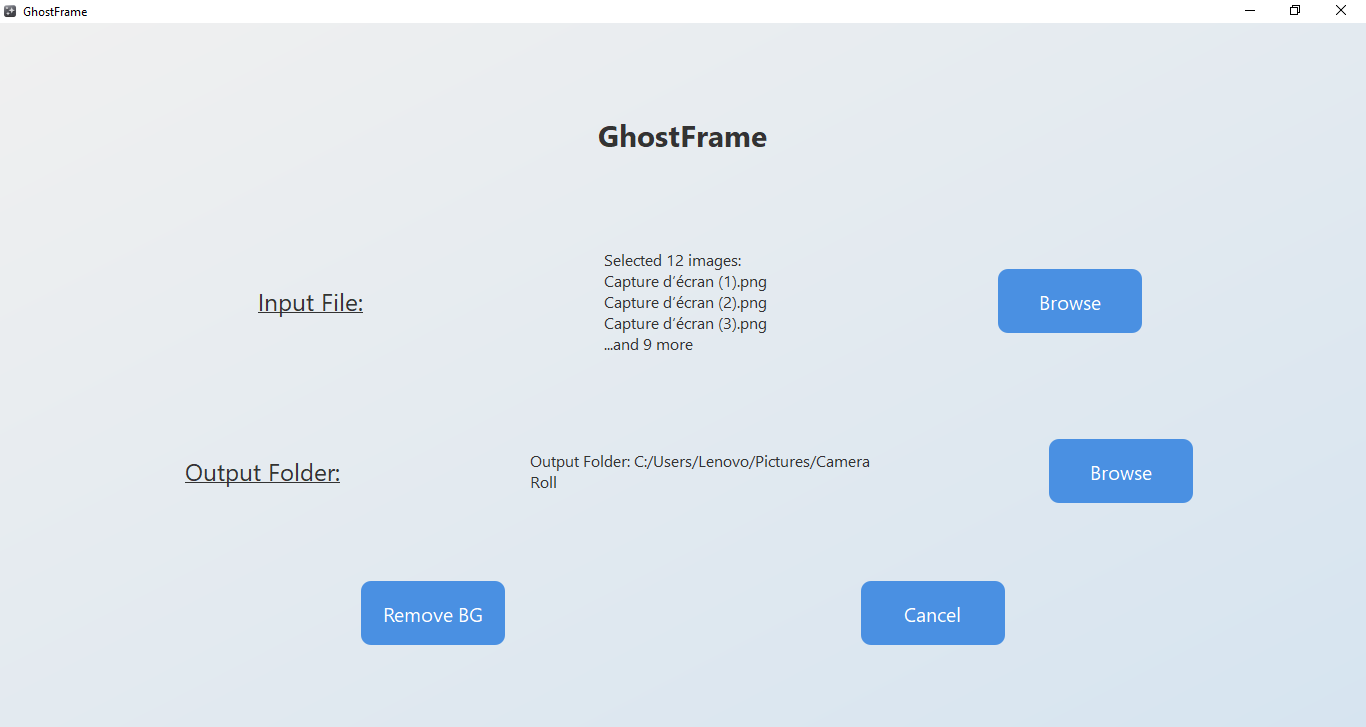 GhostFrame
GhostFrame
Selected 12 images:
Capture d'écran (1).png
Capture d'écran (2).png
Capture d'écran (3).png
...and 9 more
Input File:
Browse
Output Folder:
Output Folder: C:/Users/Lenovo/Pictures/Camera
Roll
Browse
Remove BG
Cancel